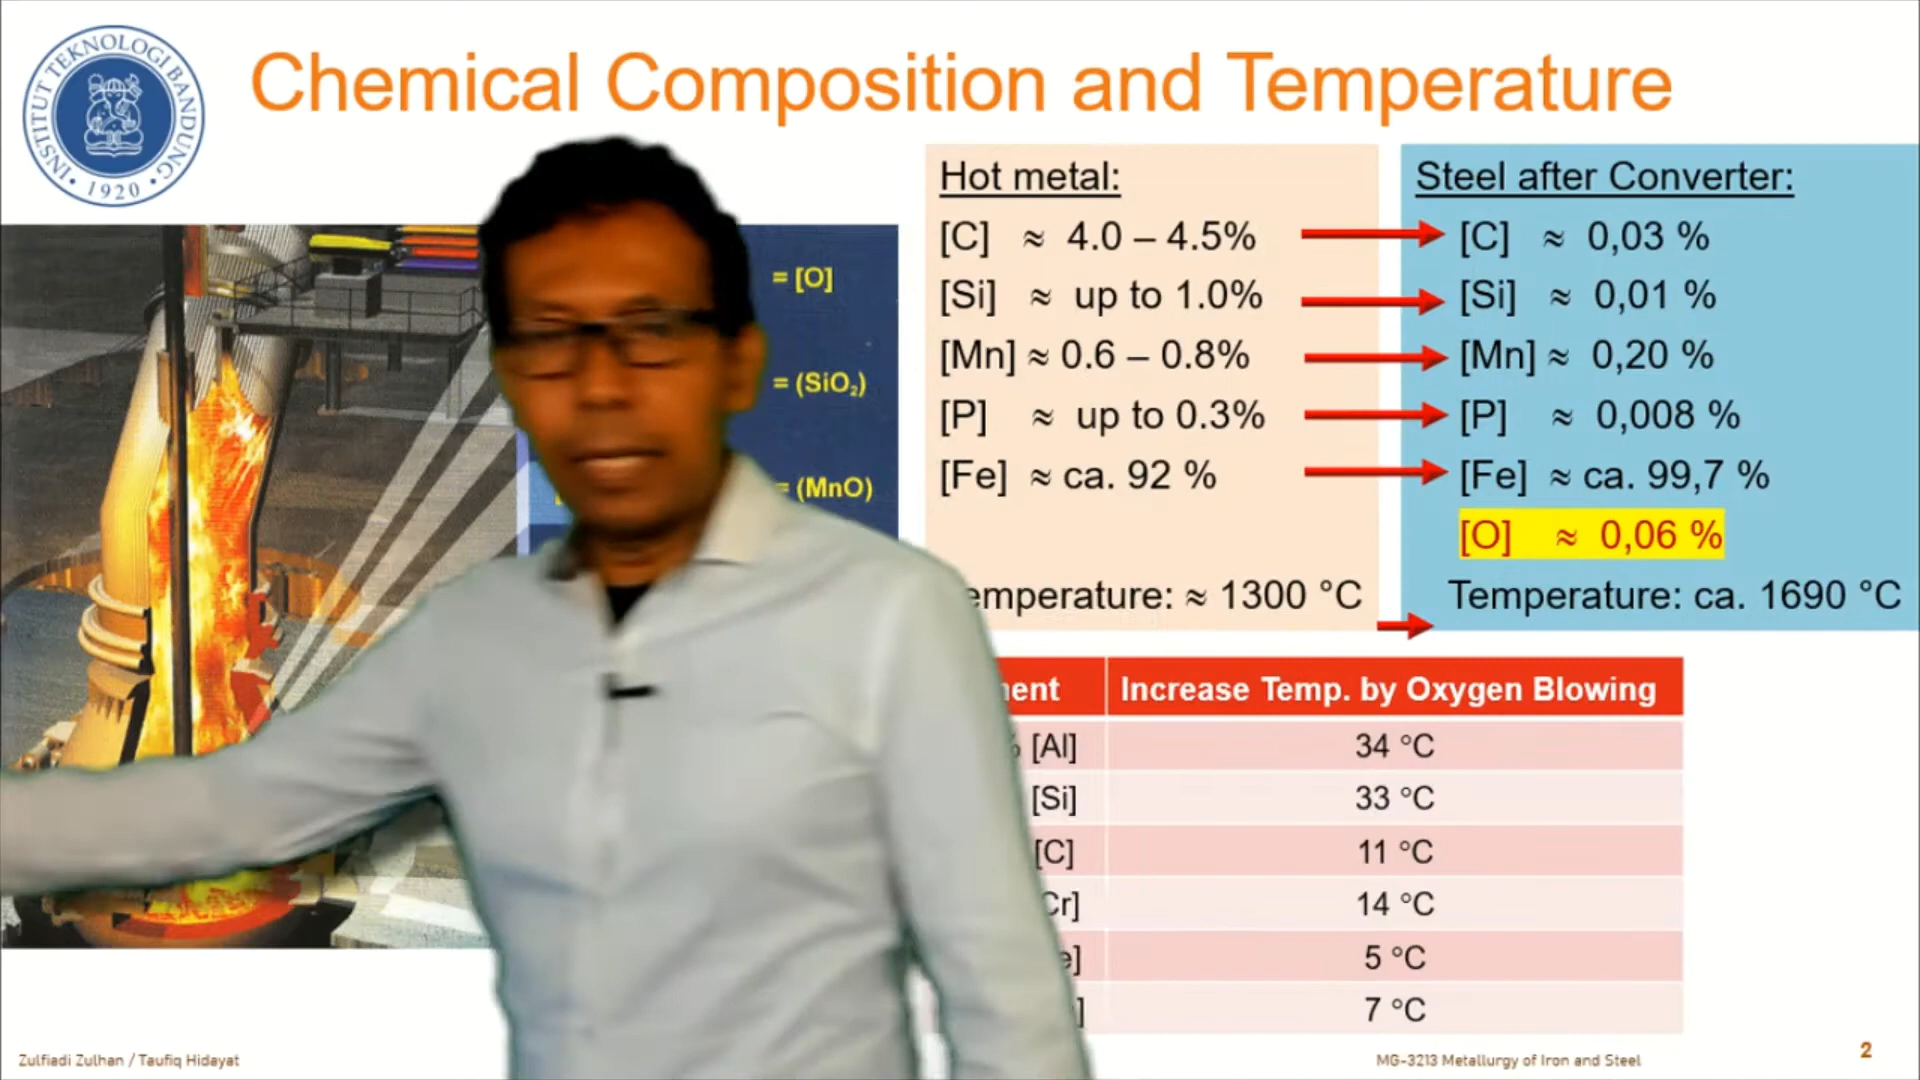 Chemical Composition and Temperature
INSTITUT TEKNOLOGI BANDUNG
• 1920 •
= [O]
= (SiO₂)
= (MnO)
Hot metal:
[C] ≈ 4.0 – 4.5%
[Si] ≈ up to 1.0%
[Mn] ≈ 0.6 – 0.8%
[P] ≈ up to 0.3%
[Fe] ≈ ca. 92 %
≈ 1300 °C
Steel after Converter:
[C] ≈ 0,03 %
[Si] ≈ 0,01 %
[Mn] ≈ 0,20 %
[P] ≈ 0,008 %
[Fe] ≈ ca. 99,7 %
[O] ≈ 0,06 %
Temperature: ca. 1690 °C
Increase Temp. by Oxygen Blowing
[Al] 34 °C
[Si] 33 °C
[C] 11 °C
14 °C
5 °C
7 °C
Zulfiadi Zulhan / Taufiq Hidayat
MG-3213 Metallurgy of Iron and Steel
2